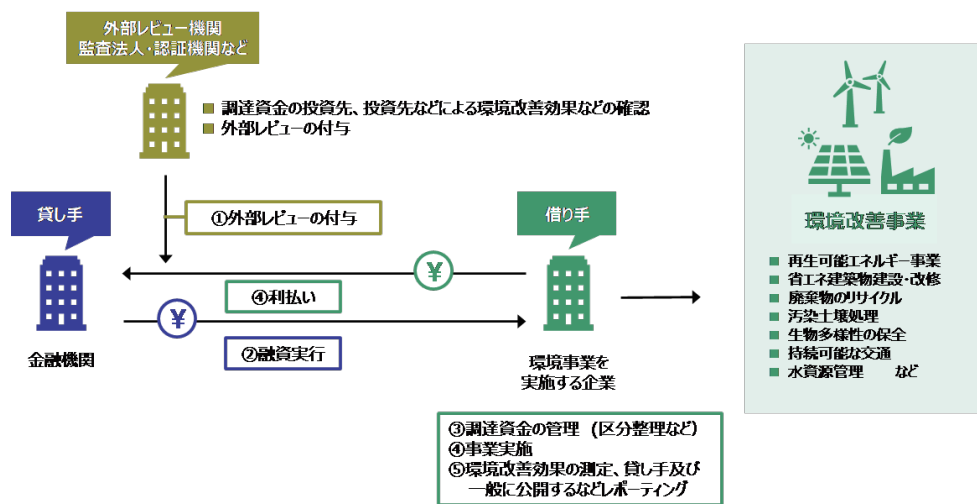 外部レビュー機関
監査法人・認証機関など
■ 調達資金の投資先、投資先などによる環境改善効果などの確認
■ 外部レビューの付与
貸し手
①外部レビューの付与
借り手
¥
④利払い
¥
②融資実行
金融機関
環境事業を
実施する企業
③調達資金の管理 (区分整理など)
④事業実施
⑤環境改善効果の測定、貸し手及び
一般に公開するなどレポーティング
環境改善事業
■ 再生可能エネルギー事業
■ 省エネ建築物建設・改修
■ 廃棄物のリサイクル
■ 汚染土壌処理
■ 生物多様性の保全
■ 持続可能な交通
■ 水資源管理 など